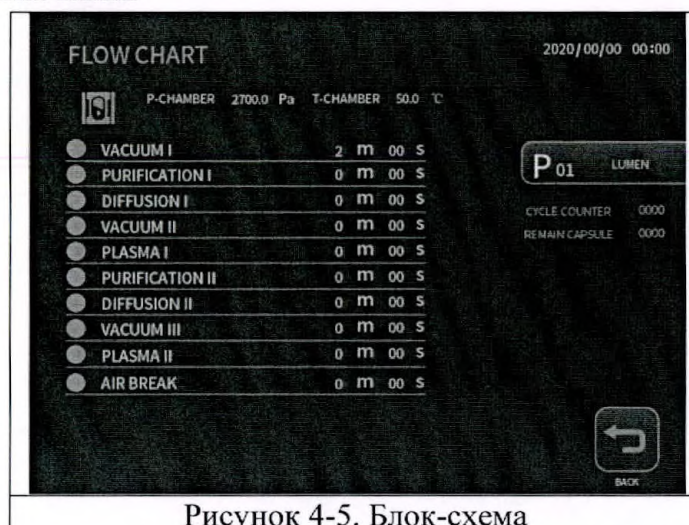 FLOW CHART
2020/00/00 00:00
P-CHAMBER 2700.0 Pa T-CHAMBER 50.0 ℃
VACUUM I 2 m 00 s
PURIFICATION I 0 m 00 s
DIFFUSION I 0 m 00 s
VACUUM II 0 m 00 s
PLASMA I 0 m 00 s
PURIFICATION II 0 m 00 s
DIFFUSION II 0 m 00 s
VACUUM III 0 m 00 s
PLASMA II 0 m 00 s
AIR BREAK 0 m 00 s
P 01 LUMEN
CYCLE COUNTER 0000
REMAIN CAPSULE 0000
BACK
Рисунок 4-5. Блок-схема